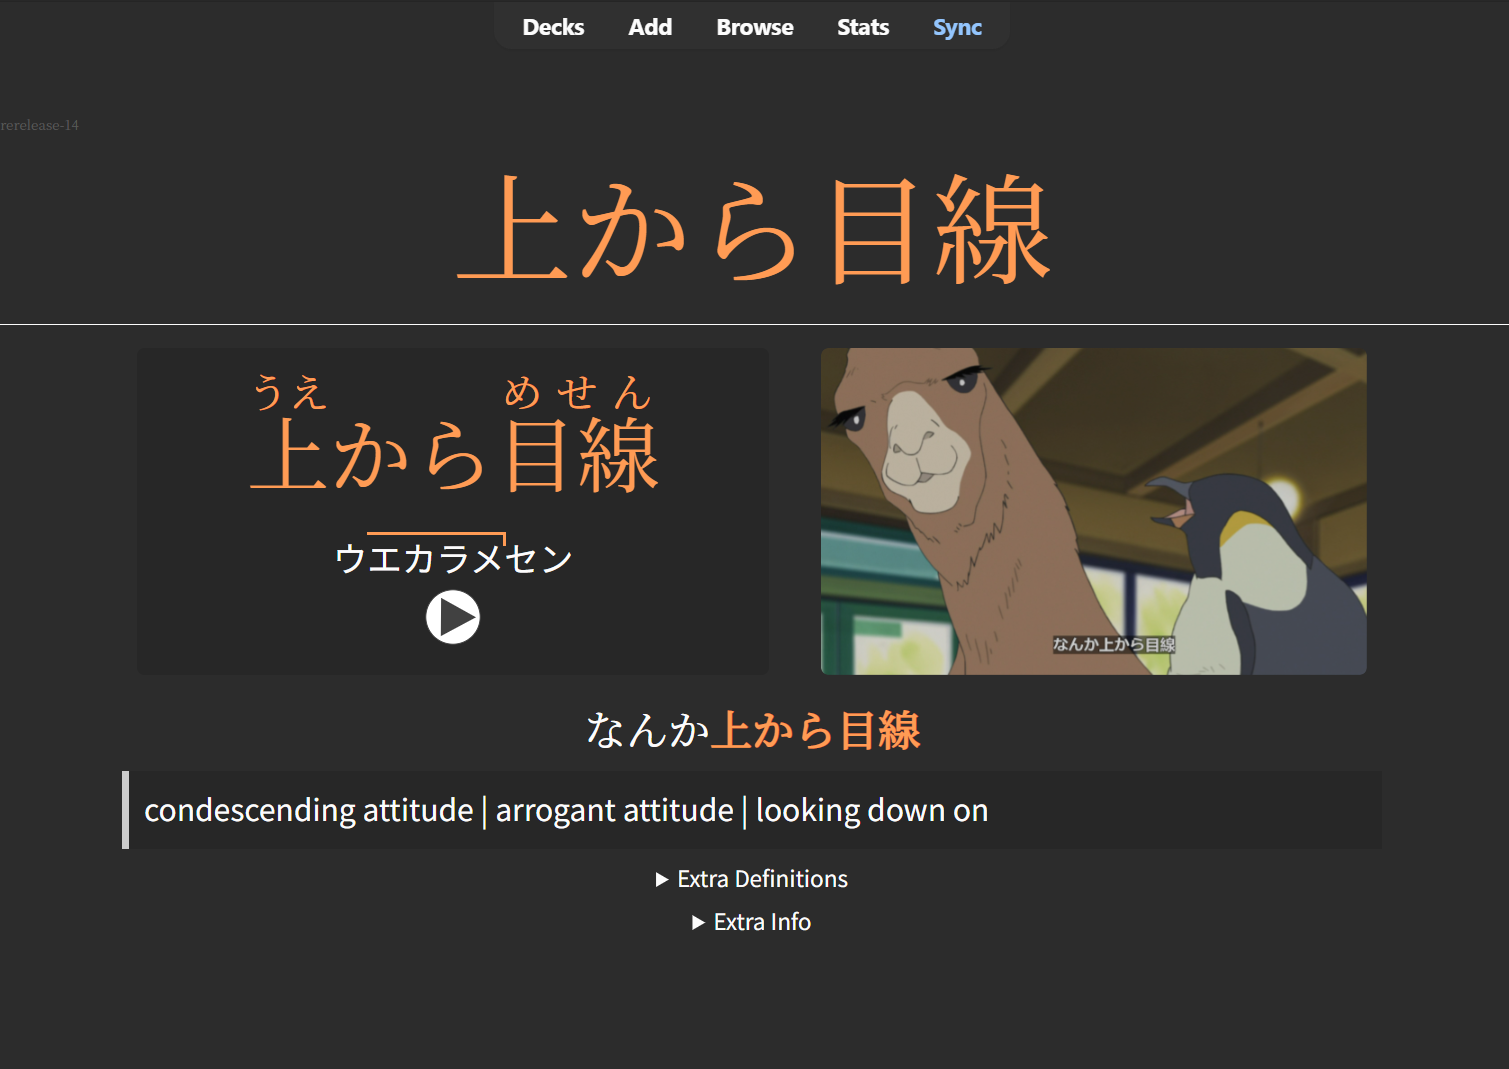 Decks Add Browse Stats Sync
rerelease-14
上から目線
うえ めせん
上から目線
ウエカラメセン
なんか上から目線
なんか上から目線
condescending attitude | arrogant attitude | looking down on
▶ Extra Definitions
▶ Extra Info